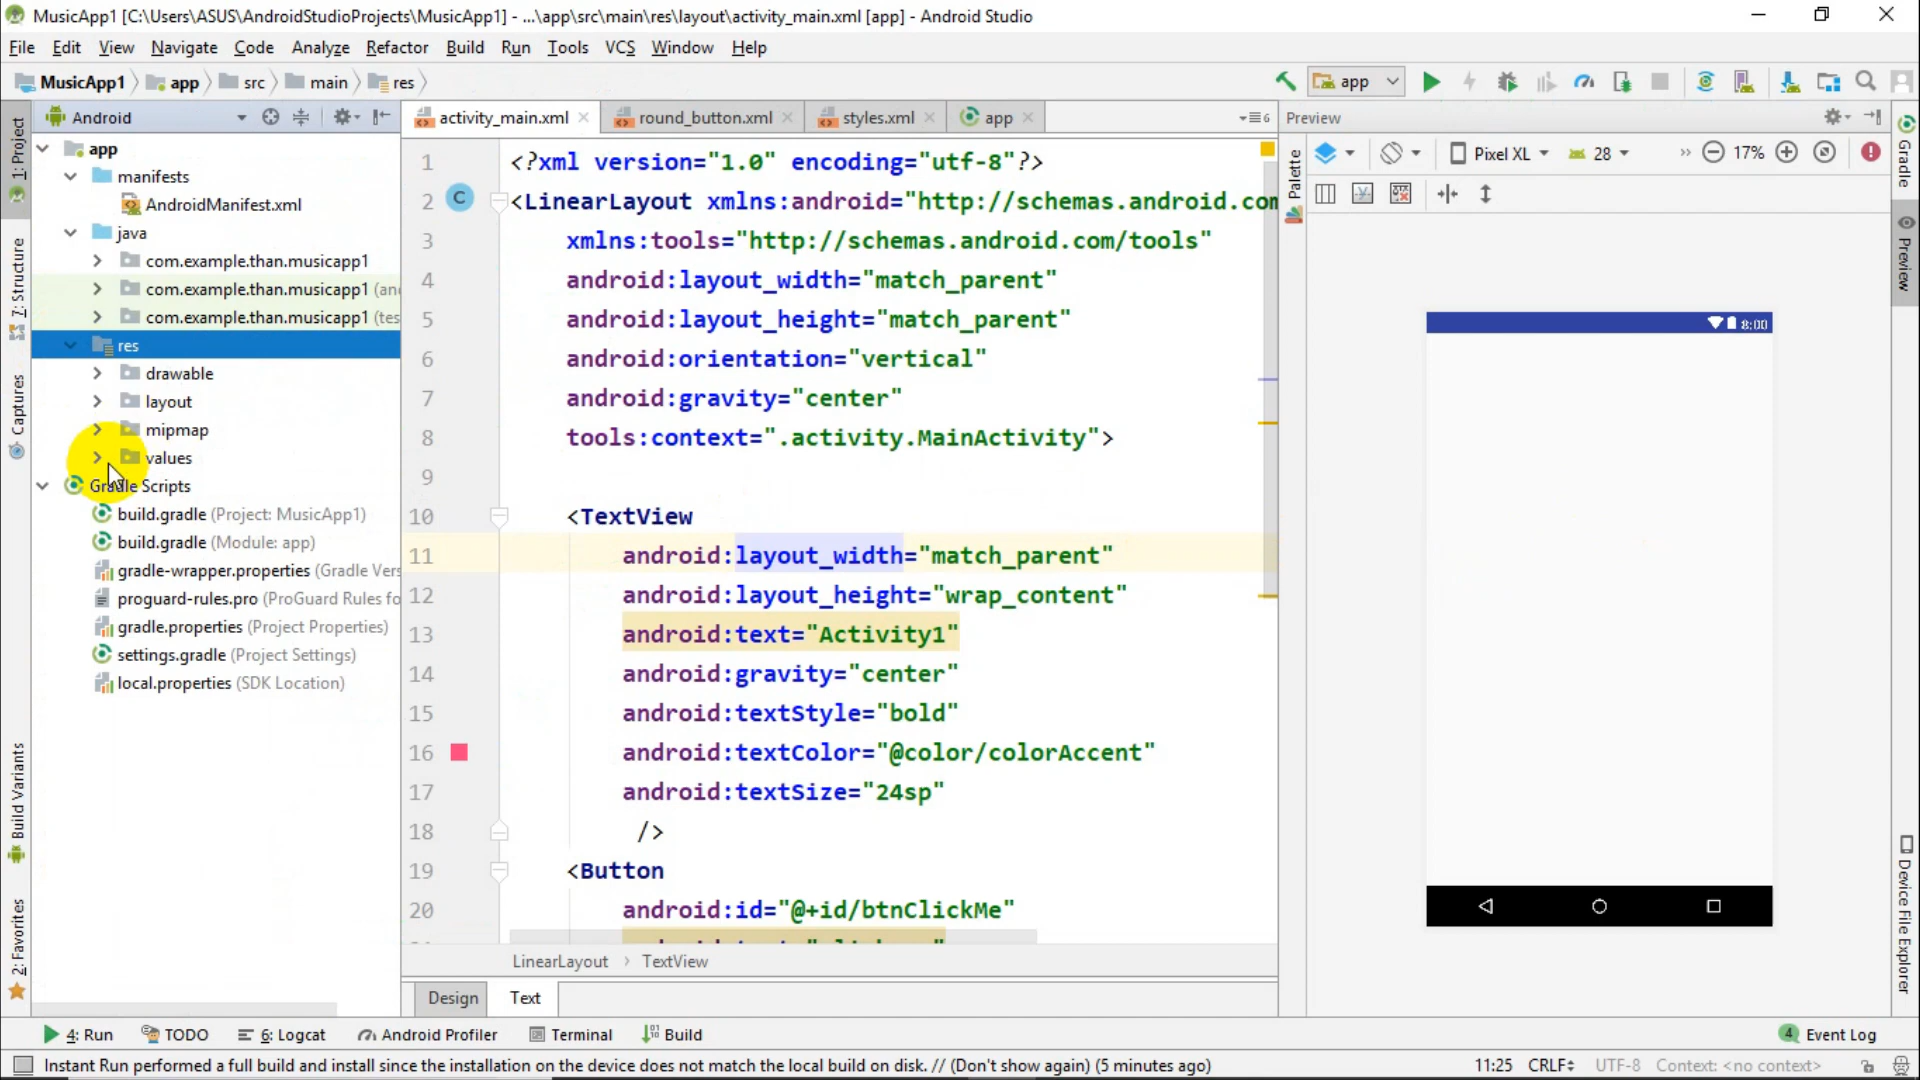 MusicApp1 [C:\Users\ASUS\AndroidStudioProjects\MusicApp1] - ...\app\src\main\res\layout\activity_main.xml [app] - Android Studio
File Edit View Navigate Code Analyze Refactor Build Run Tools VCS Window Help
MusicApp1 app src main res
app
Android
activity_main.xml round_button.xml styles.xml app
6
Preview
1: Project
7: Structure
Captures
Build Variants
2: Favorites
app
manifests
AndroidManifest.xml
java
com.example.than.musicapp1
com.example.than.musicapp1 (an
com.example.than.musicapp1 (tes
res
drawable
layout
mipmap
values
Gradle Scripts
build.gradle (Project: MusicApp1)
build.gradle (Module: app)
gradle-wrapper.properties (Gradle Vers
proguard-rules.pro (ProGuard Rules fo
gradle.properties (Project Properties)
settings.gradle (Project Settings)
local.properties (SDK Location)
1 <?xml version="1.0" encoding="utf-8"?>
2 C <LinearLayout xmlns:android="http://schemas.android.com
3 xmlns:tools="http://schemas.android.com/tools"
4 android:layout_width="match_parent"
5 android:layout_height="match_parent"
6 android:orientation="vertical"
7 android:gravity="center"
8 tools:context=".activity.MainActivity">
9
10 <TextView
11 android:layout_width="match_parent"
12 android:layout_height="wrap_content"
13 android:text="Activity1"
14 android:gravity="center"
15 android:textStyle="bold"
16 android:textColor="@color/colorAccent"
17 android:textSize="24sp"
18 />
19 <Button
20 android:id="@+id/btnClickMe"
LinearLayout › TextView
Design Text
Palette
Pixel XL 28 » 17%
8:00
Gradle
Preview
Device File Explorer
4: Run TODO 6: Logcat Android Profiler Terminal Build
4 Event Log
Instant Run performed a full build and install since the installation on the device does not match the local build on disk. // (Don't show again) (5 minutes ago)
11:25 CRLF UTF-8 Context: <no context>